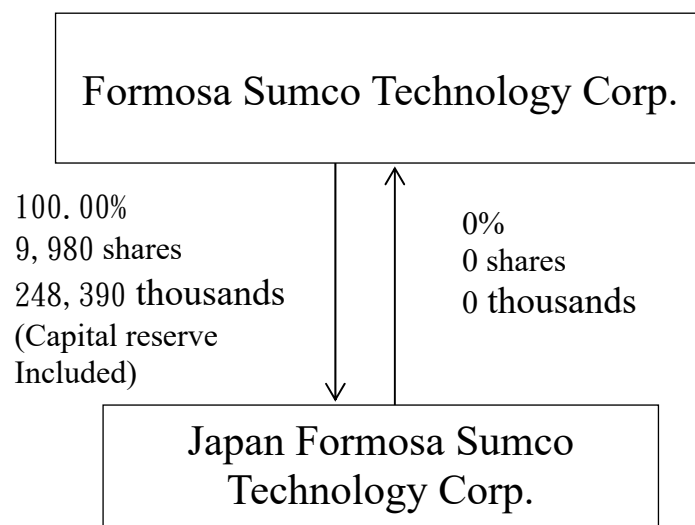 Formosa Sumco Technology Corp.
100.00%
9,980 shares
248,390 thousands
(Capital reserve
Included)
0%
0 shares
0 thousands
Japan Formosa Sumco
Technology Corp.